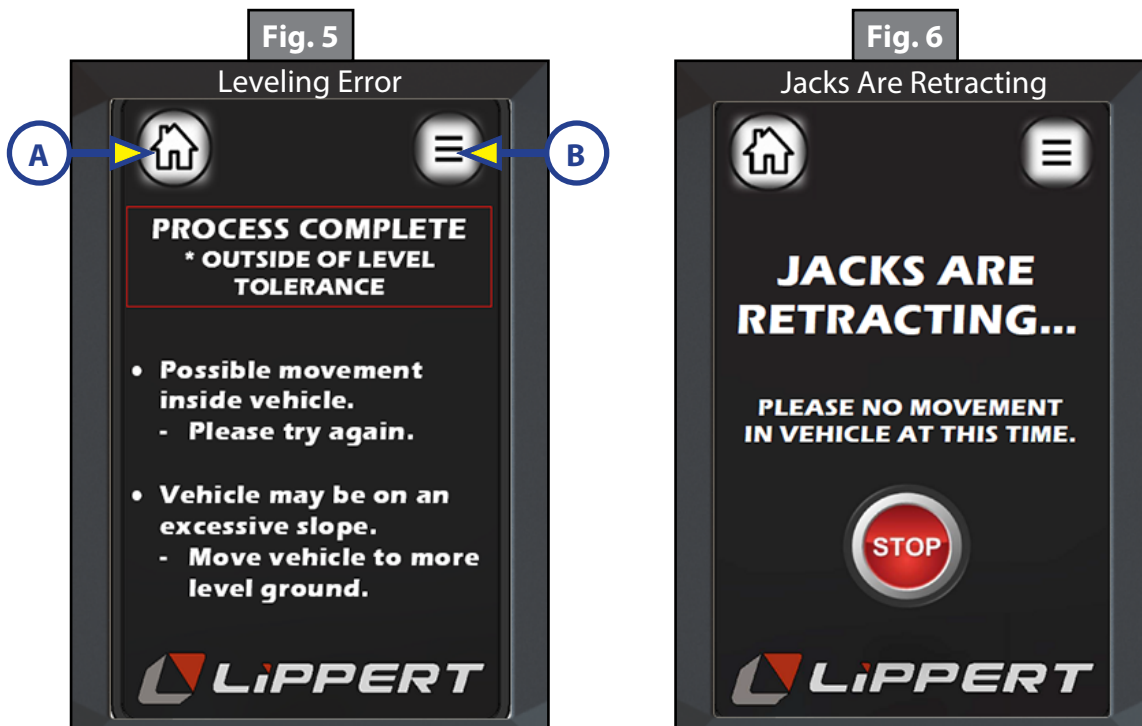 Fig. 5
Leveling Error
A
B
PROCESS COMPLETE
* OUTSIDE OF LEVEL
TOLERANCE
• Possible movement
inside vehicle.
- Please try again.
• Vehicle may be on an
excessive slope.
- Move vehicle to more
level ground.
LiPPERT
Fig. 6
Jacks Are Retracting
JACKS ARE
RETRACTING...
PLEASE NO MOVEMENT
IN VEHICLE AT THIS TIME.
STOP
LiPPERT